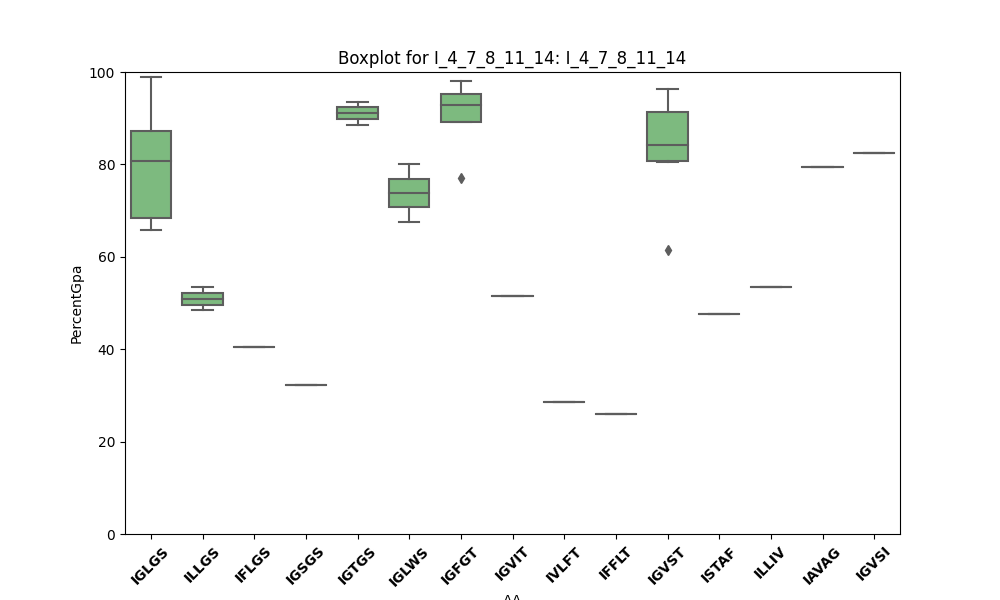 Boxplot for I_4_7_8_11_14: I_4_7_8_11_14
100
80
60
40
20
0
PercentGpa
IGLGS
ILLGS
IFLGS
IGSGS
IGTGS
IGLWS
IGFGT
IGVIT
IVLFT
IFFLT
IGVST
ISTAF
ILLIV
IAVAG
IGVSI
AA